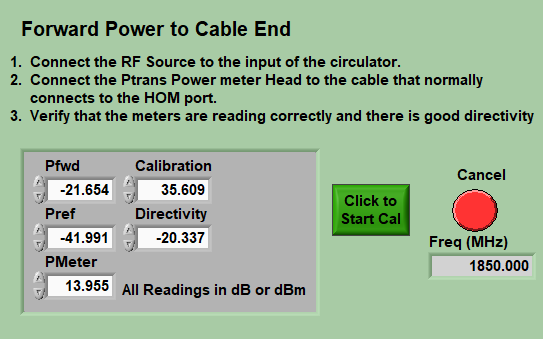 Forward Power to Cable End
1. Connect the RF Source to the input of the circulator.
2. Connect the Ptrans Power meter Head to the cable that normally
connects to the HOM port.
3. Verify that the meters are reading correctly and there is good directivity
Pfwd Calibration
-21.654 35.609
Pref Directivity
-41.991 -20.337
PMeter
13.955 All Readings in dB or dBm
Click to
Start Cal
Cancel
Freq (MHz)
1850.000